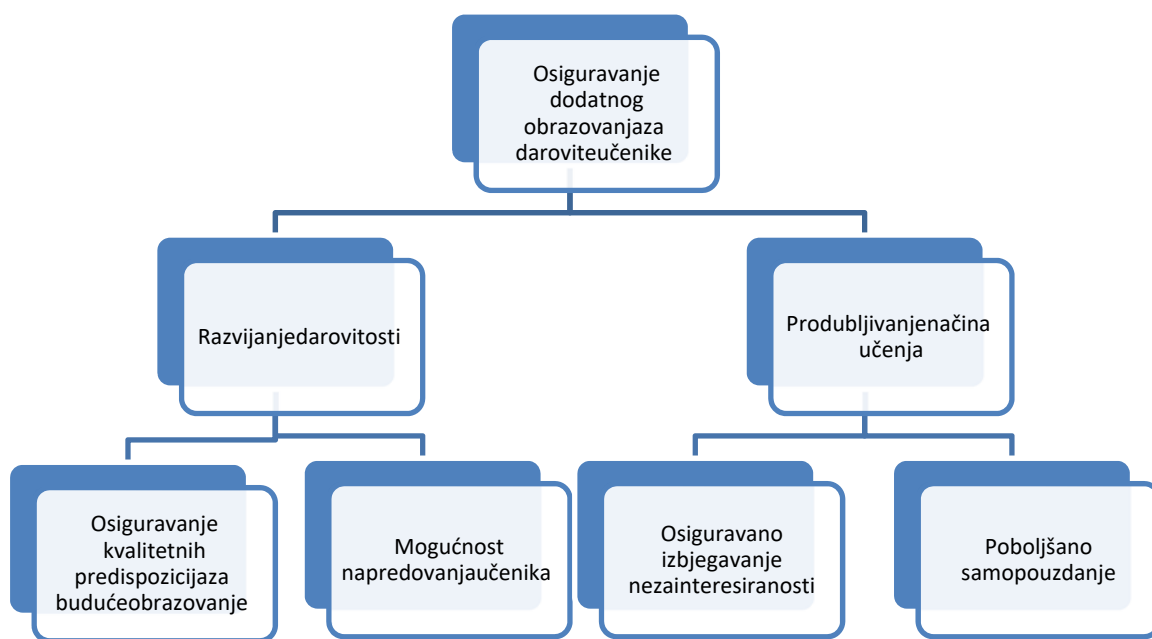 Osiguravanje
dodatnog
obrazovanjaza
daroviteučenike
Razvijanjedarovitosti
Produbljivanjenačina
učenja
Osiguravanje
kvalitetnih
predispozicijaza
budućeobrazovanje
Mogućnost
napredovanjaučenika
Osiguravano
izbjegavanje
nezainteresiranosti
Poboljšano
samopouzdanje